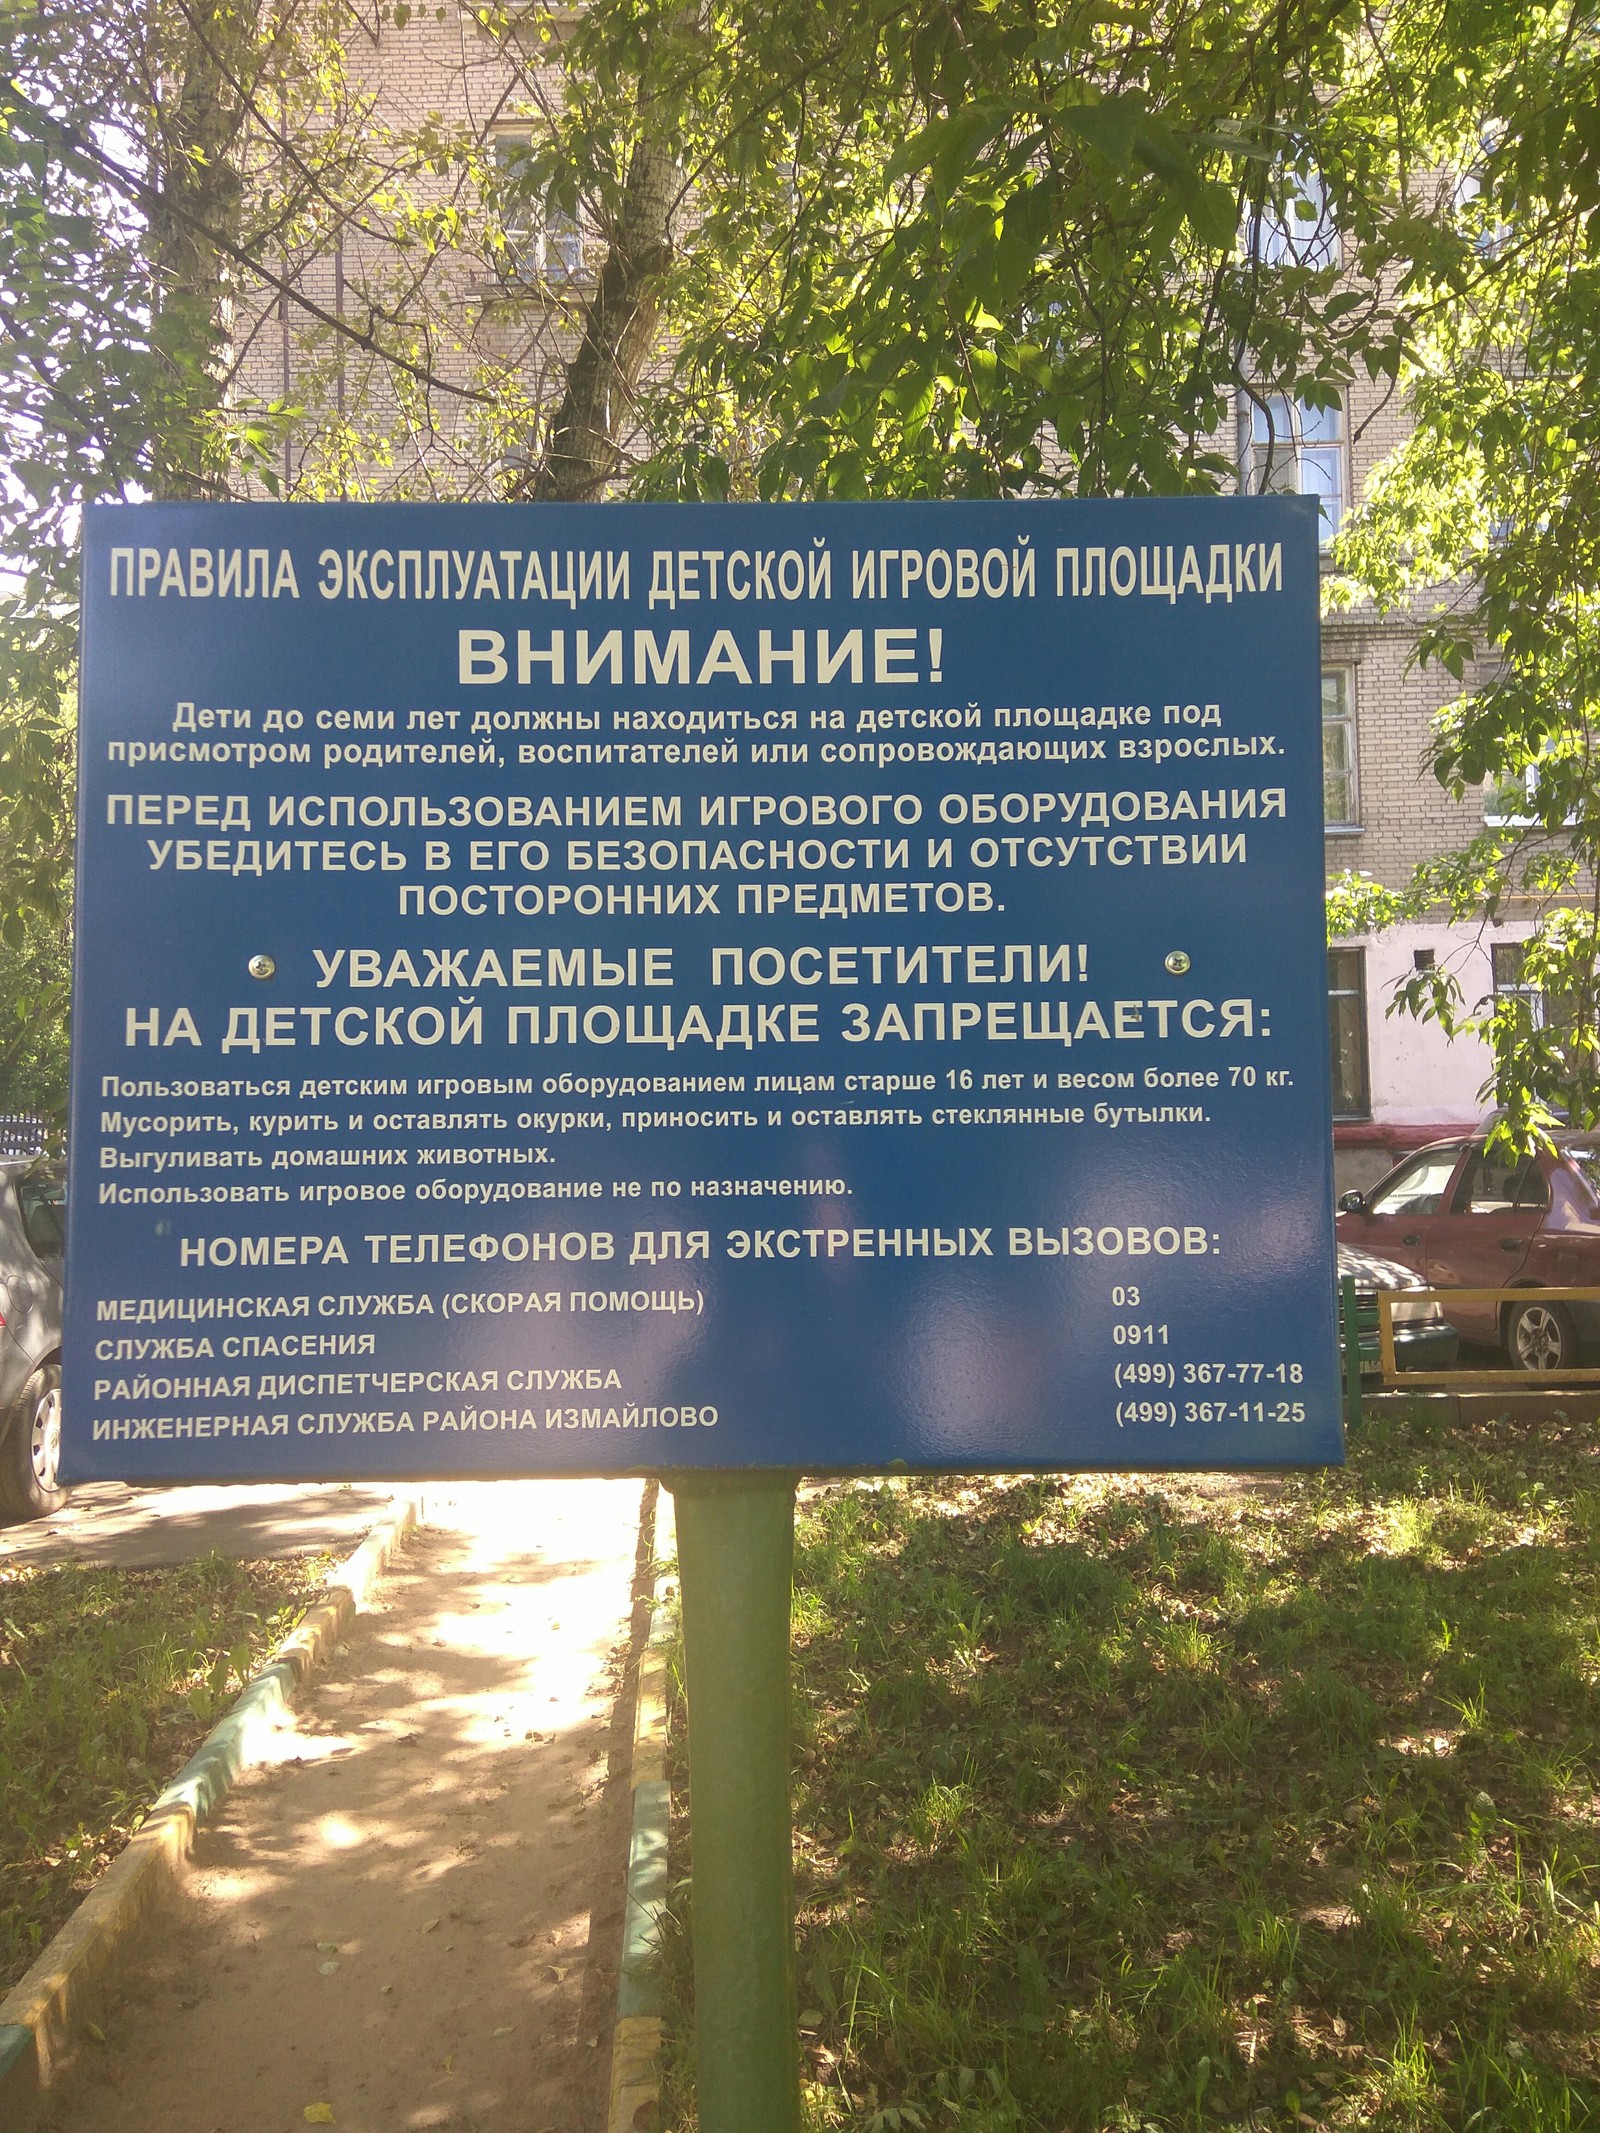 ПРАВИЛА ЭКСПЛУАТАЦИИ ДЕТСКОЙ ИГРОВОЙ ПЛОЩАДКИ
ВНИМАНИЕ!
Дети до семи лет должны находиться на детской площадке под
присмотром родителей, воспитателей или сопровождающих взрослых.
ПЕРЕД ИСПОЛЬЗОВАНИЕМ ИГРОВОГО ОБОРУДОВАНИЯ
УБЕДИТЕСЬ В ЕГО БЕЗОПАСНОСТИ И ОТСУТСТВИИ
ПОСТОРОННИХ ПРЕДМЕТОВ.
УВАЖАЕМЫЕ ПОСЕТИТЕЛИ!
НА ДЕТСКОЙ ПЛОЩАДКЕ ЗАПРЕЩАЕТСЯ:
Пользоваться детским игровым оборудованием лицам старше 16 лет и весом более 70 кг.
Мусорить, курить и оставлять окурки, приносить и оставлять стеклянные бутылки.
Выгуливать домашних животных.
Использовать игровое оборудование не по назначению.
НОМЕРА ТЕЛЕФОНОВ ДЛЯ ЭКСТРЕННЫХ ВЫЗОВОВ:
МЕДИЦИНСКАЯ СЛУЖБА (СКОРАЯ ПОМОЩЬ) 03
СЛУЖБА СПАСЕНИЯ 0911
РАЙОННАЯ ДИСПЕТЧЕРСКАЯ СЛУЖБА (499) 367-77-18
ИНЖЕНЕРНАЯ СЛУЖБА РАЙОНА ИЗМАЙЛОВО (499) 367-11-25